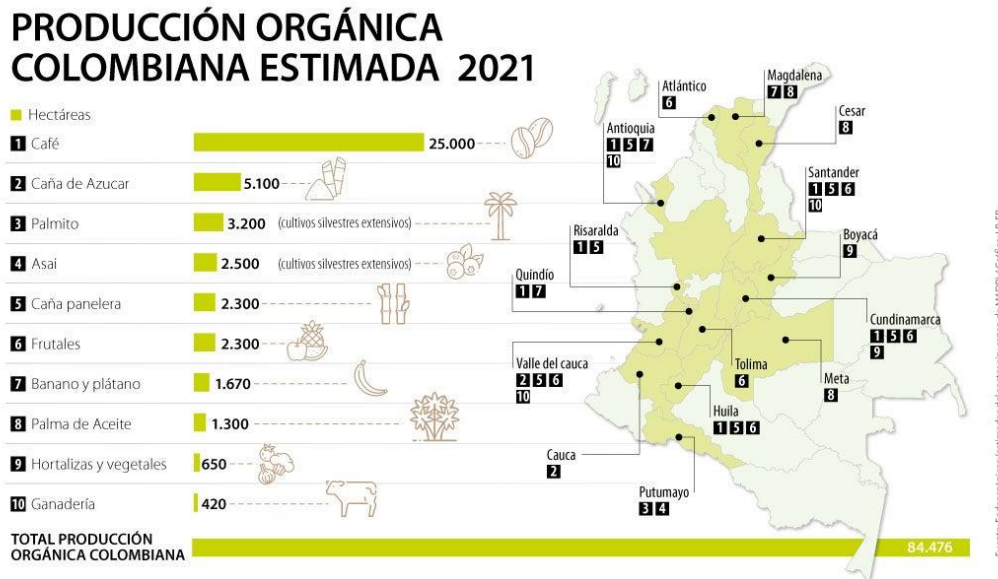 PRODUCCIÓN ORGÁNICA
COLOMBIANA ESTIMADA 2021
Hectáreas
1 Café 25.000
2 Caña de Azucar 5.100
3 Palmito 3.200 (cultivos silvestres extensivos)
4 Asai 2.500 (cultivos silvestres extensivos)
5 Caña panelera 2.300
6 Frutales 2.300
7 Banano y plátano 1.670
8 Palma de Aceite 1.300
9 Hortalizas y vegetales 650
10 Ganadería 420
TOTAL PRODUCCIÓN
ORGÁNICA COLOMBIANA 84.476
Atlántico
6
Magdalena
7 8
Cesar
8
Antioquia
1 5 7
10
Santander
1 5 6
10
Risaralda
1 5
Boyacá
9
Quindío
1 7
Cundinamarca
1 5 6
9
Valle del cauca
2 5 6
10
Tolima
6
Meta
8
Huila
1 5 6
Cauca
2
Putumayo
3 4